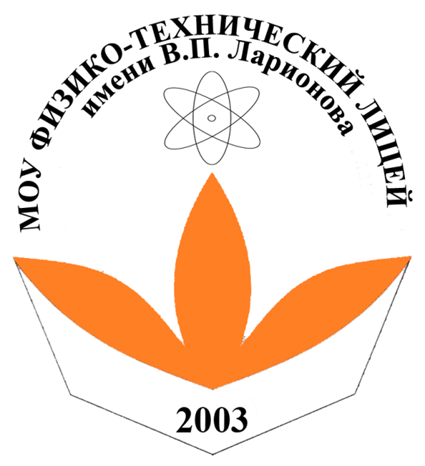 МОУ ФИЗИКО-ТЕХНИЧЕСКИЙ ЛИЦЕЙ
имени В.П. Ларионова
2003